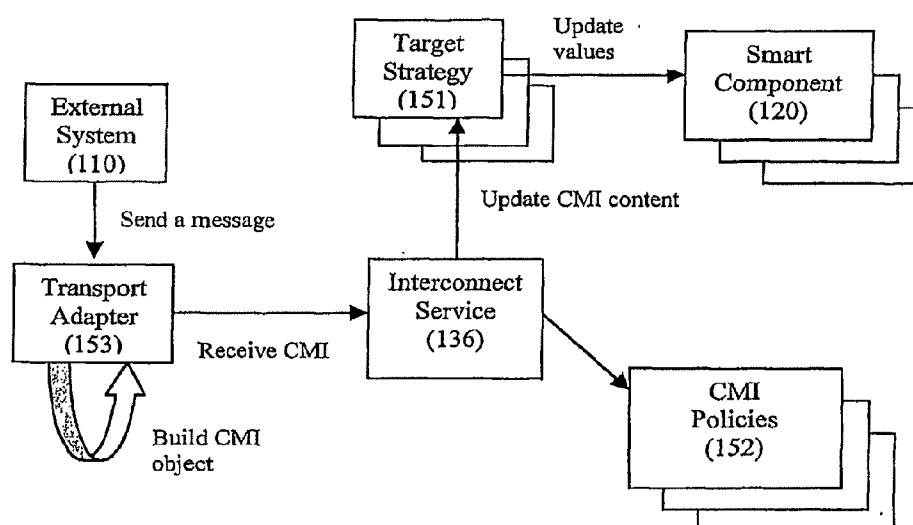 Target
Strategy
(151)
Update
values
Smart
Component
(120)
External
System
(110)
Send a message
Update CMI content
Transport
Adapter
(153)
Receive CMI
Interconnect
Service
(136)
Build CMI
object
CMI
Policies
(152)